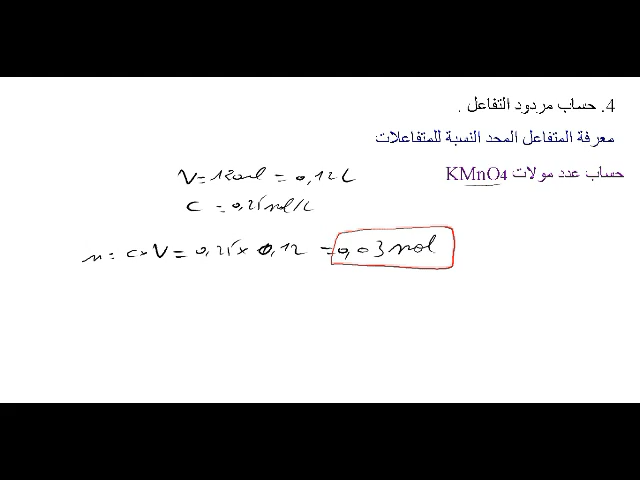 4. حساب مردود التفاعل .
معرفة المتفاعل المحد النسبة للمتفاعلات
حساب عدد مولات KMnO4
V = 120ml = 0,12L
C = 0,25mol/L
n = C×V = 0,25 × 0,12 = 0,03 mol